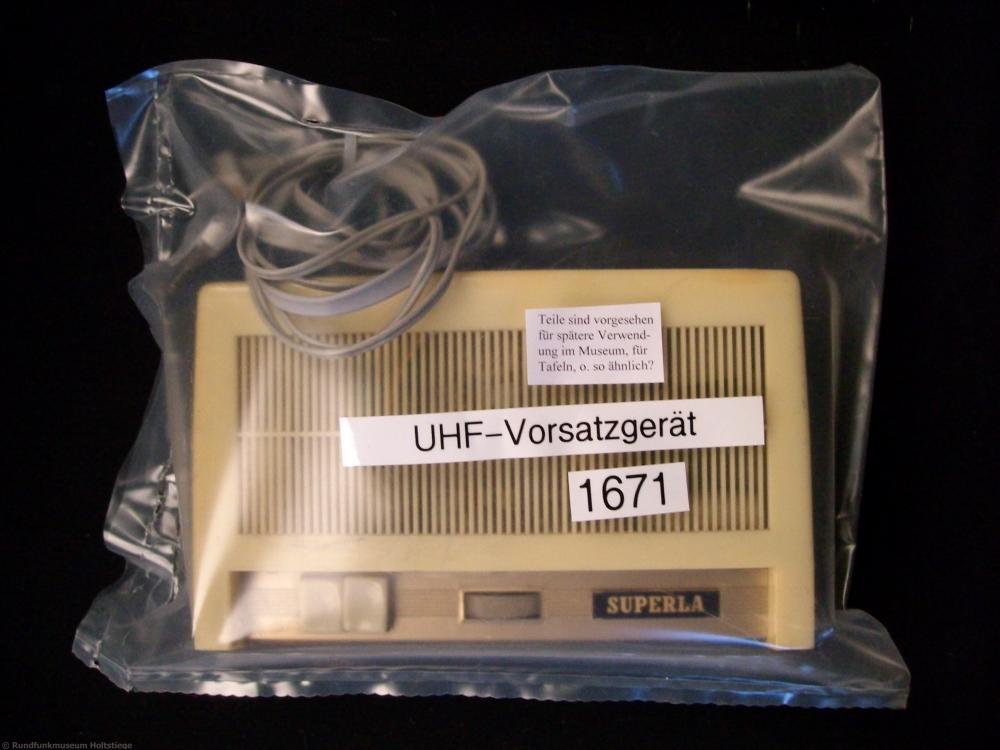 Teile sind vorgesehen
für spätere Verwend-
ung im Museum, für
Tafeln, o. so ähnlich?
UHF-Vorsatzgerät
1671
SUPERLA
© Rundfunkmuseum Holtstiege